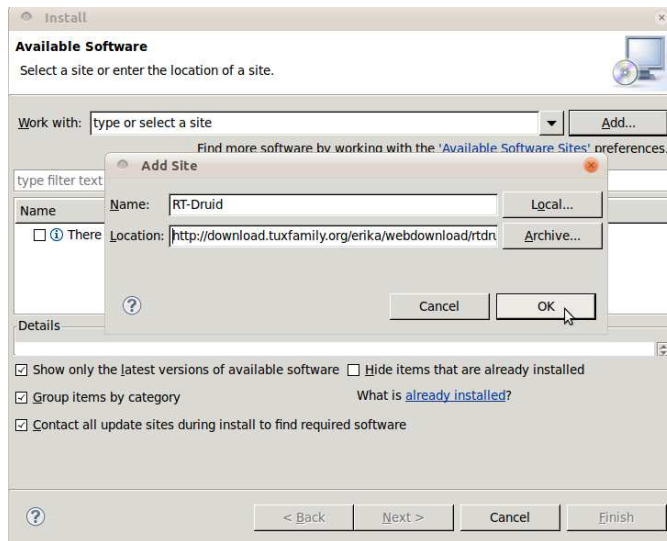 Install
Available Software
Select a site or enter the location of a site.
Work with: type or select a site Add...
Find more software by working with the 'Available Software Sites' preferences.
Add Site
type filter text
Name: RT-Druid Local...
Name
There
Location: http://download.tuxfamily.org/erika/webdownload/rtdru Archive...
Cancel OK
Details
Show only the latest versions of available software Hide items that are already installed
Group items by category What is already installed?
Contact all update sites during install to find required software
< Back Next > Cancel Finish